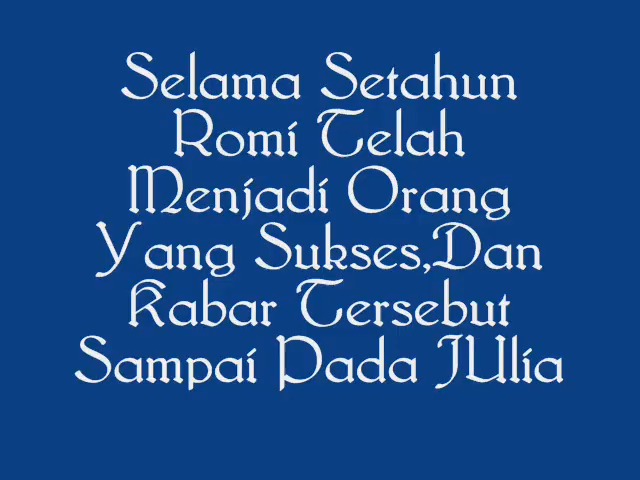 Selama Setahun
Romi Telah
Menjadi Orang
Yang Sukses,Dan
Kabar Tersebut
Sampai Pada JUlia